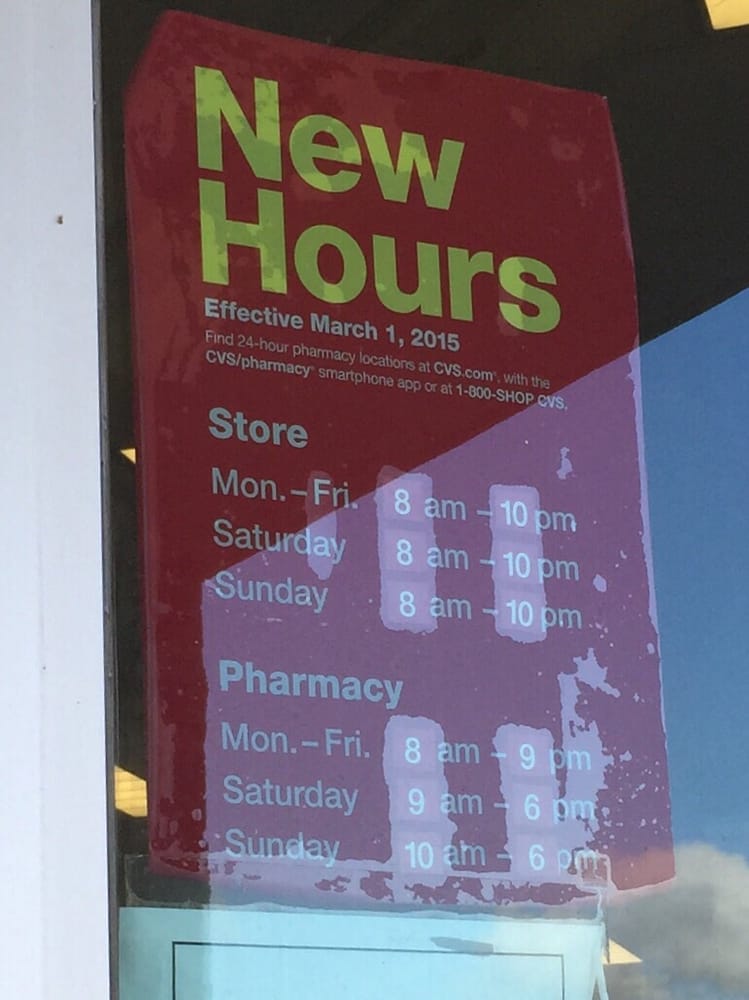 New
Hours
Effective March 1, 2015
Find 24-hour pharmacy locations at CVS.com®, with the
CVS/pharmacy® smartphone app or at 1-800-SHOP CVS.
Store
Mon.–Fri. 8 am – 10 pm
Saturday 8 am – 10 pm
Sunday 8 am – 10 pm
Pharmacy
Mon.–Fri. 8 am – 9 pm
Saturday 9 am – 6 pm
Sunday 10 am – 6 pm